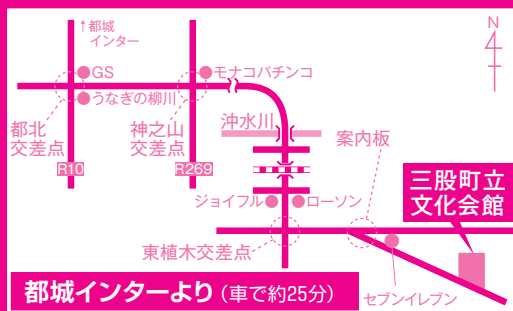 ↑都城
インター
N
GS
モナコパチンコ
うなぎの柳川
都北
交差点
神之山
交差点
沖水川
案内板
R10
R269
三股町立
文化会館
ジョイフル
ローソン
東植木交差点
都城インターより(車で約25分)
セブンイレブン